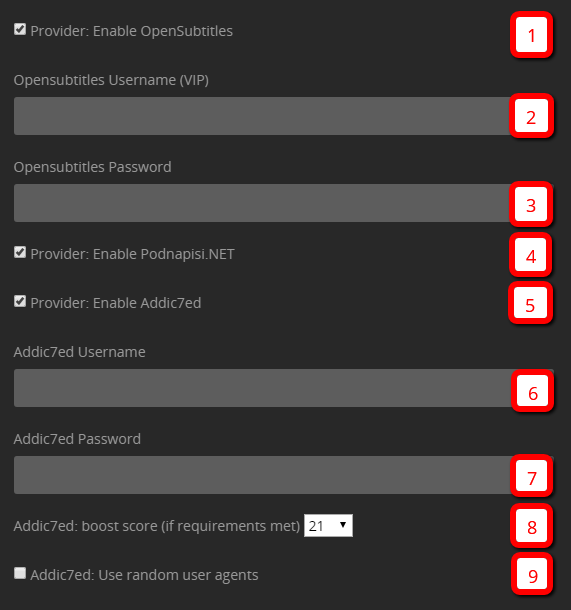 Provider: Enable OpenSubtitles 1
Opensubtitles Username (VIP)
2
Opensubtitles Password
3
Provider: Enable Podnapisi.NET 4
Provider: Enable Addic7ed 5
Addic7ed Username
6
Addic7ed Password
7
Addic7ed: boost score (if requirements met) 21 8
Addic7ed: Use random user agents 9